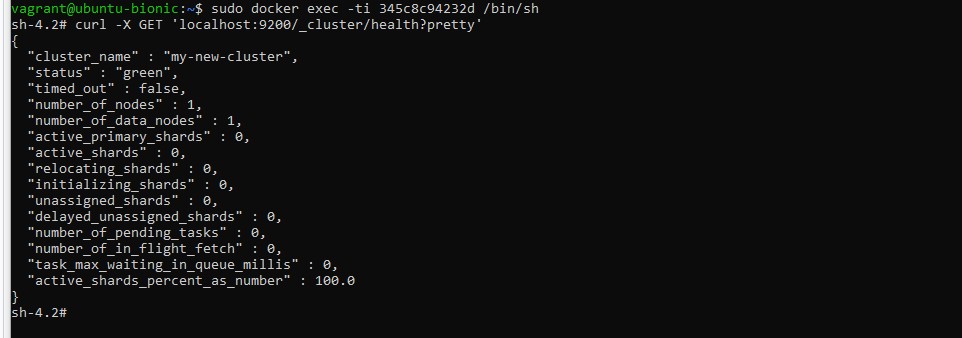 vagrant@ubuntu-bionic:~$ sudo docker exec -ti 345c8c94232d /bin/sh
sh-4.2# curl -X GET 'localhost:9200/_cluster/health?pretty'
{
  "cluster_name" : "my-new-cluster",
  "status" : "green",
  "timed_out" : false,
  "number_of_nodes" : 1,
  "number_of_data_nodes" : 1,
  "active_primary_shards" : 0,
  "active_shards" : 0,
  "relocating_shards" : 0,
  "initializing_shards" : 0,
  "unassigned_shards" : 0,
  "delayed_unassigned_shards" : 0,
  "number_of_pending_tasks" : 0,
  "number_of_in_flight_fetch" : 0,
  "task_max_waiting_in_queue_millis" : 0,
  "active_shards_percent_as_number" : 100.0
}
sh-4.2#